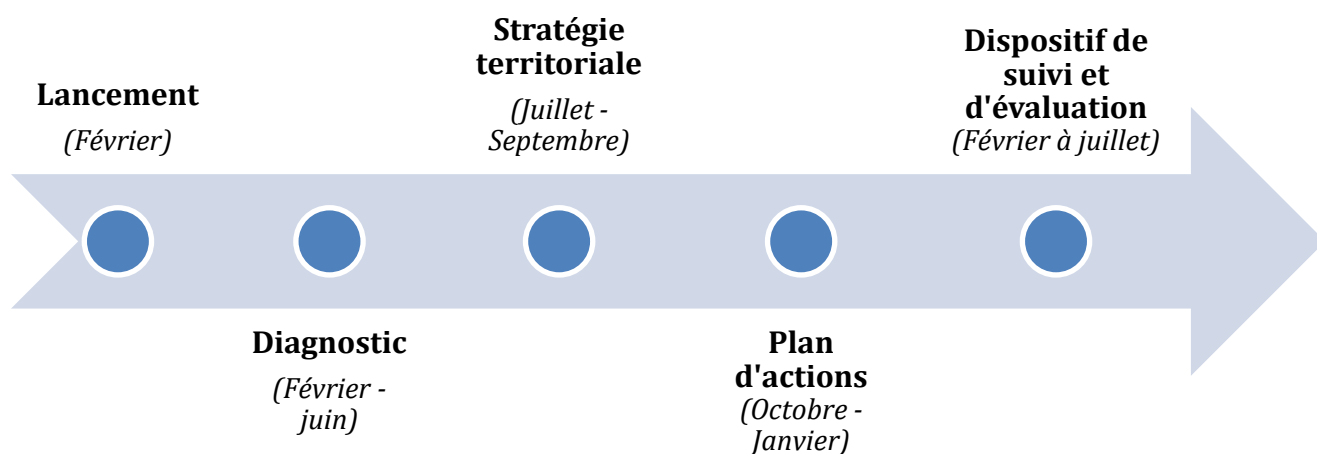 Lancement
(Février)
Diagnostic
(Février -
juin)
Stratégie
territoriale
(Juillet -
Septembre)
Plan
d'actions
(Octobre -
Janvier)
Dispositif de
suivi et
d'évaluation
(Février à juillet)